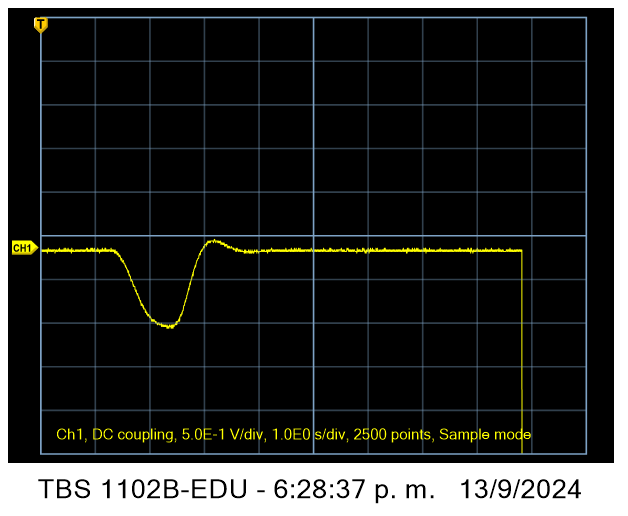 T
CH1
Ch1, DC coupling, 5.0E-1 V/div, 1.0E0 s/div, 2500 points, Sample mode
TBS 1102B-EDU - 6:28:37 p. m. 13/9/2024